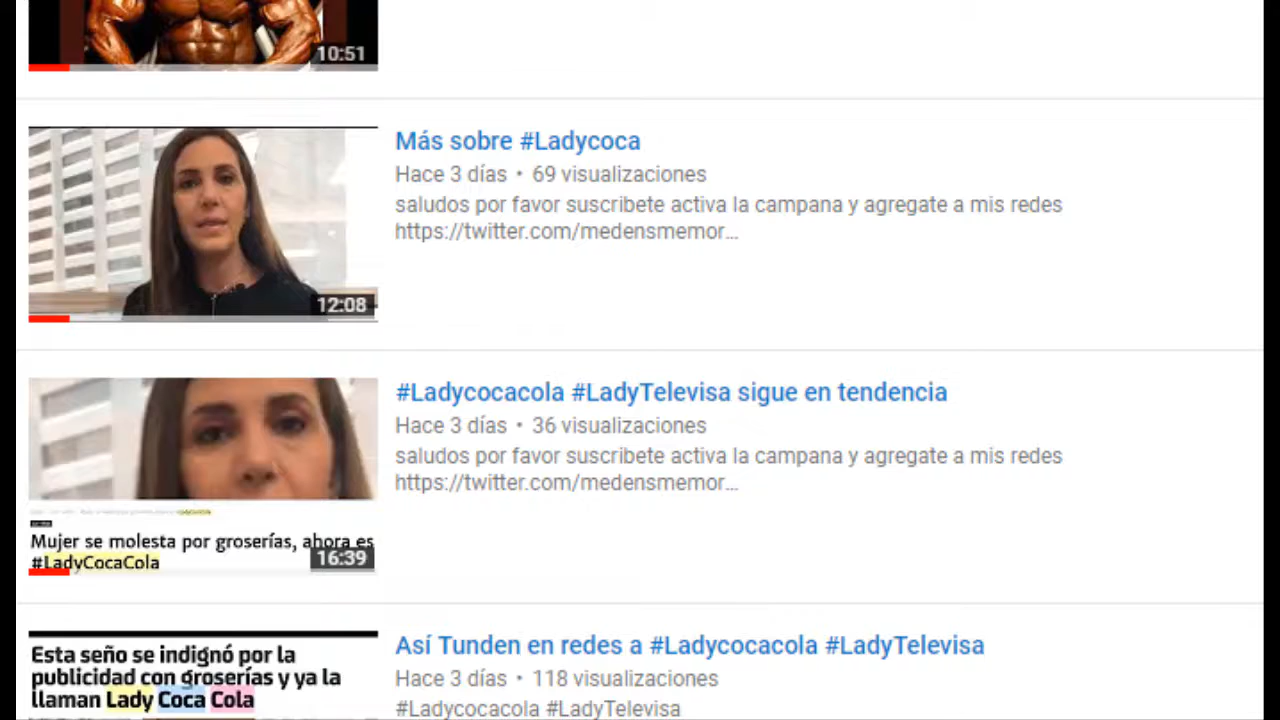 10:51
Más sobre #Ladycoca
Hace 3 días • 69 visualizaciones
saludos por favor suscribete activa la campana y agregate a mis redes
https://twitter.com/medensmemor...
12:08
#Ladycocacola #LadyTelevisa sigue en tendencia
Hace 3 días • 36 visualizaciones
saludos por favor suscribete activa la campana y agregate a mis redes
https://twitter.com/medensmemor...
Mujer se molesta por groserías, ahora es
#LadyCocaCola
16:39
Esta seño se indignó por la
publicidad con groserías y ya la
llaman Lady Coca Cola
Así Tunden en redes a #Ladycocacola #LadyTelevisa
Hace 3 días • 118 visualizaciones
#Ladycocacola #LadyTelevisa